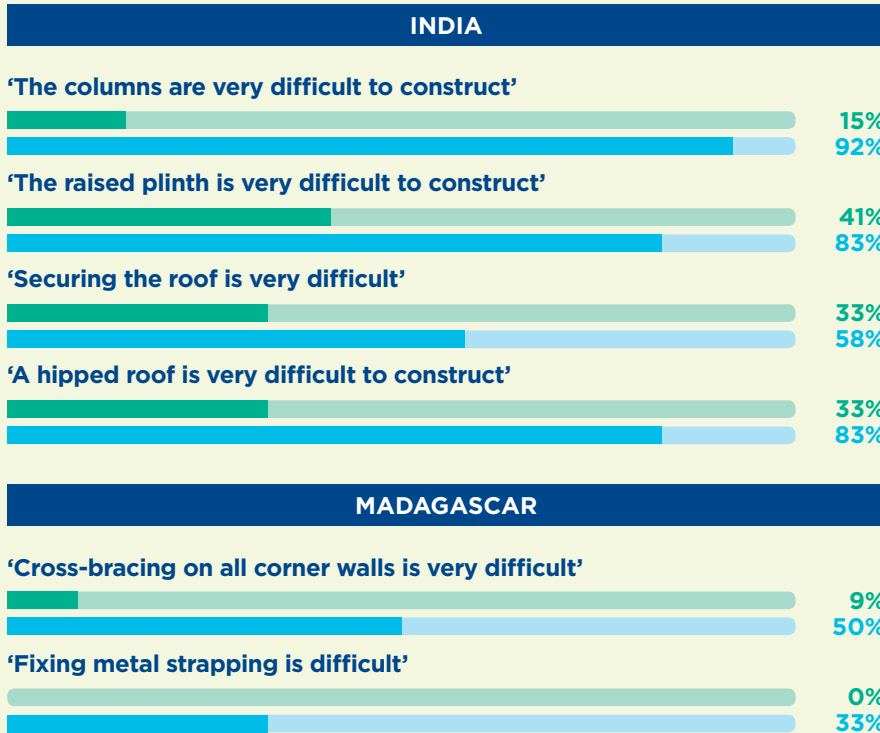 INDIA
‘The columns are very difficult to construct’
15%
92%
‘The raised plinth is very difficult to construct’
41%
83%
‘Securing the roof is very difficult’
33%
58%
‘A hipped roof is very difficult to construct’
33%
83%
MADAGASCAR
‘Cross-bracing on all corner walls is very difficult’
9%
50%
‘Fixing metal strapping is difficult’
0%
33%